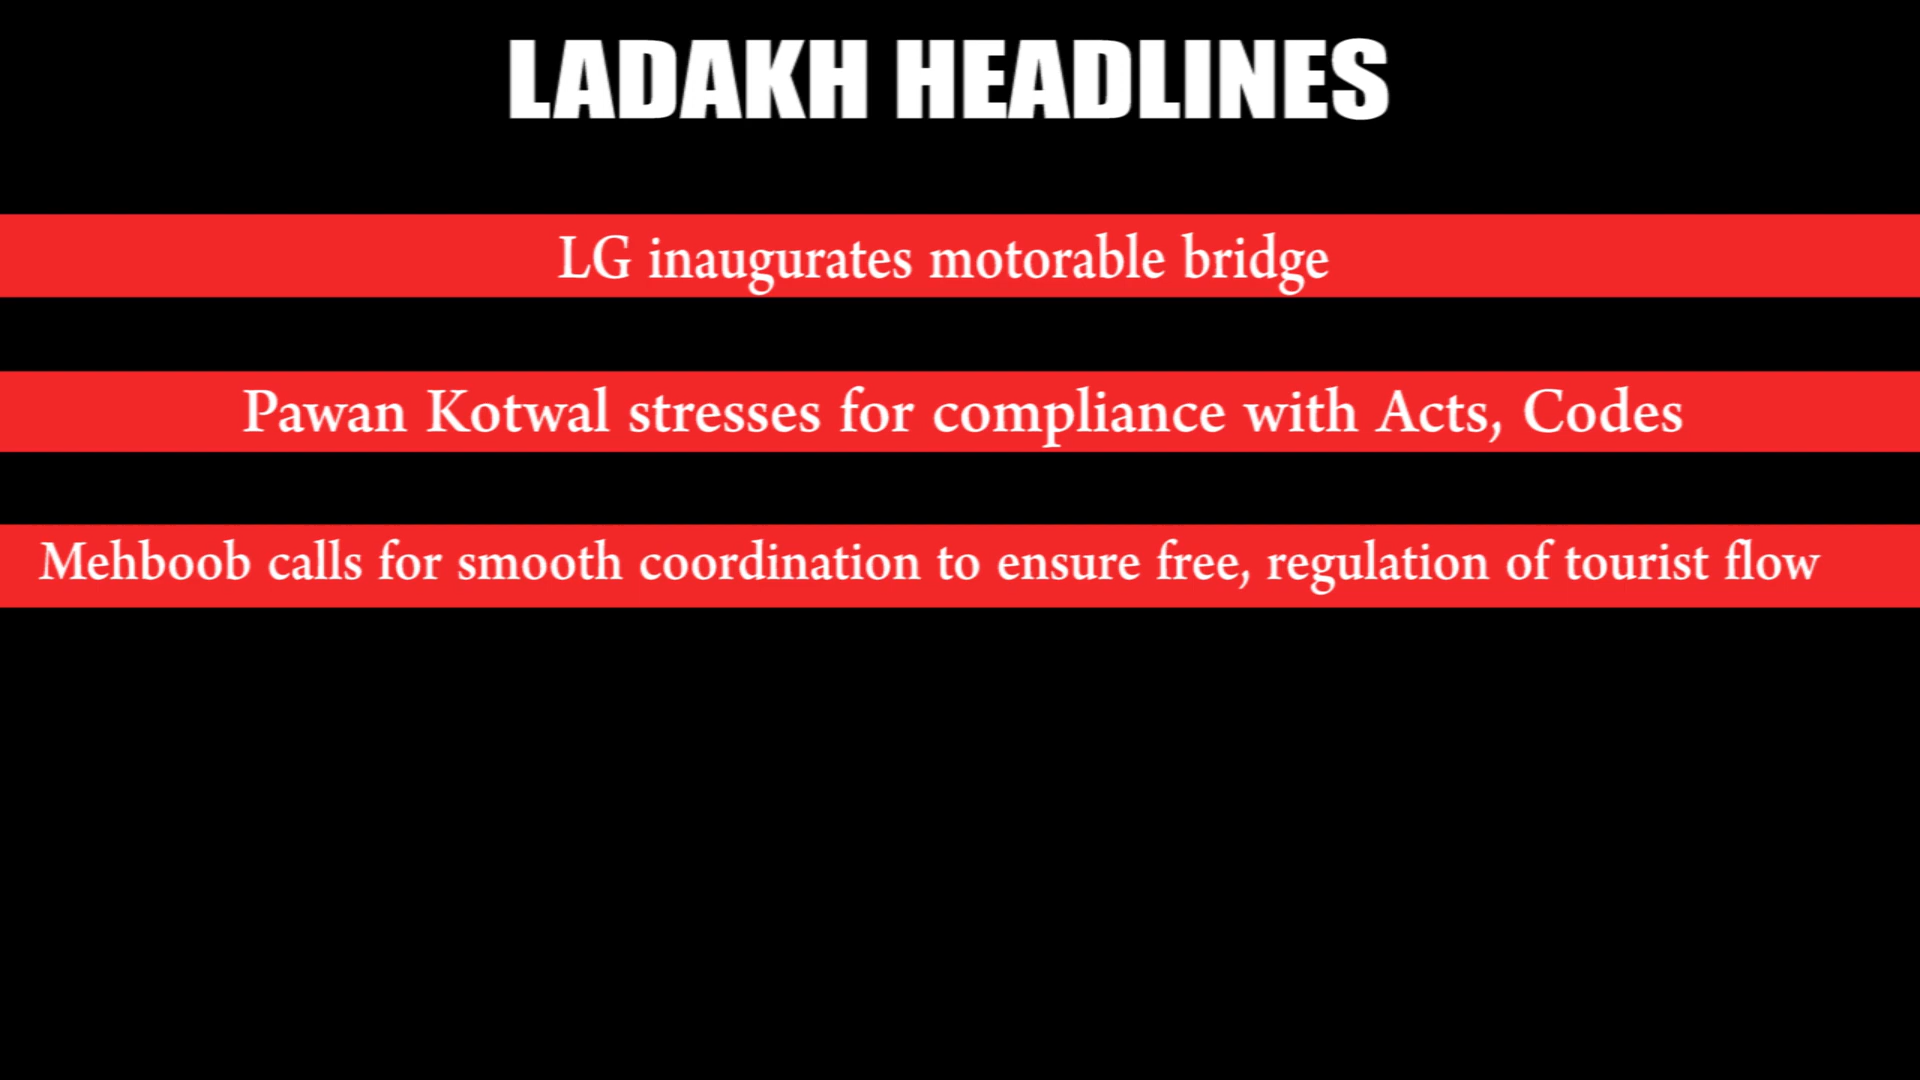 LADAKH HEADLINES
LG inaugurates motorable bridge
Pawan Kotwal stresses for compliance with Acts, Codes
Mehboob calls for smooth coordination to ensure free, regulation of tourist flow